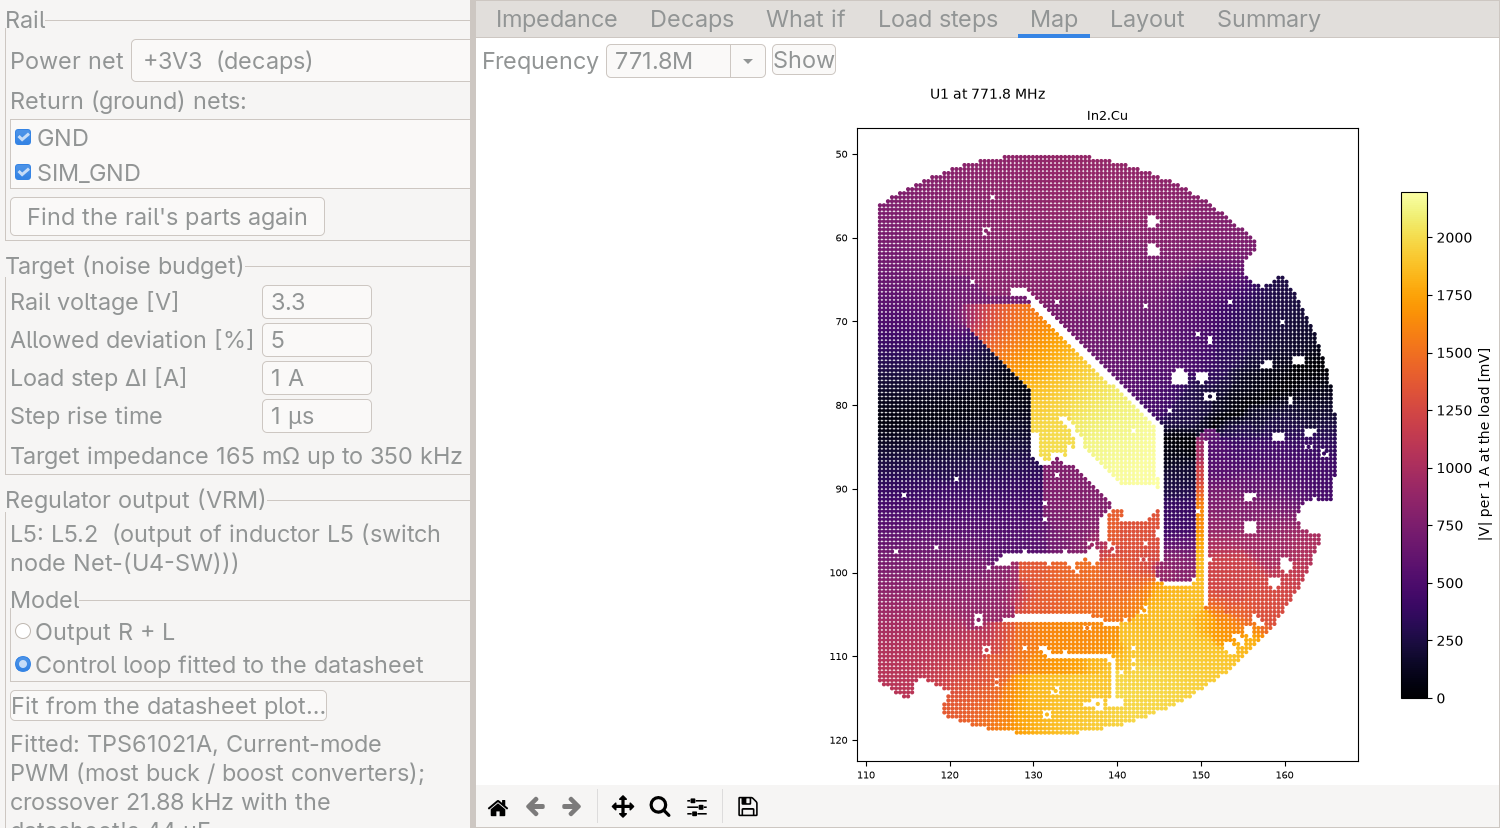 Rail
Power net +3V3 (decaps)
Return (ground) nets:
GND
SIM_GND
Find the rail's parts again
Target (noise budget)
Rail voltage [V] 3.3
Allowed deviation [%] 5
Load step ΔI [A] 1 A
Step rise time 1 µs
Target impedance 165 mΩ up to 350 kHz
Regulator output (VRM)
L5: L5.2 (output of inductor L5 (switch
node Net-(U4-SW)))
Model
Output R + L
Control loop fitted to the datasheet
Fit from the datasheet plot...
Fitted: TPS61021A, Current-mode
PWM (most buck / boost converters);
crossover 21.88 kHz with the
datasheet's 44 µF
Impedance Decaps What if Load steps Map Layout Summary
Frequency 771.8M Show
U1 at 771.8 MHz
In2.Cu
50
60
70
80
90
100
110
120
110 120 130 140 150 160
2000
1750
1500
1250
1000
750
500
250
0
|V| per 1 A at the load [mV]